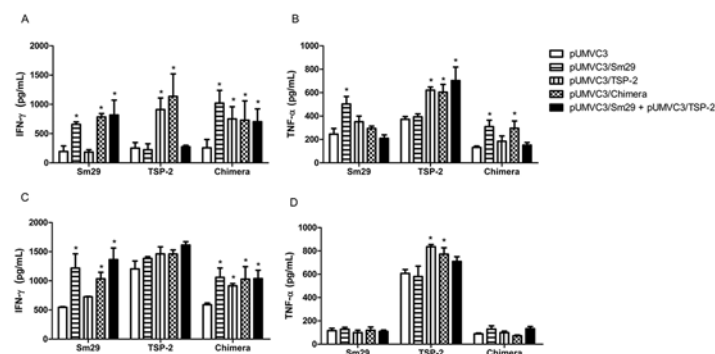 A
IFN-γ (pg/mL)
2000
1500
1000
500
0
* * * * * * * * *
Sm29 TSP-2 Chimera
B
TNF-α (pg/mL)
1000
800
600
400
200
0
* * * * * *
Sm29 TSP-2 Chimera
pUMVC3
pUMVC3/Sm29
pUMVC3/TSP-2
pUMVC3/Chimera
pUMVC3/Sm29 + pUMVC3/TSP-2
C
IFN-γ (pg/mL)
2000
1500
1000
500
0
* * * * * * *
Sm29 TSP-2 Chimera
D
TNF-α (pg/mL)
1000
800
600
400
200
0
* *
Sm29 TSP-2 Chimera